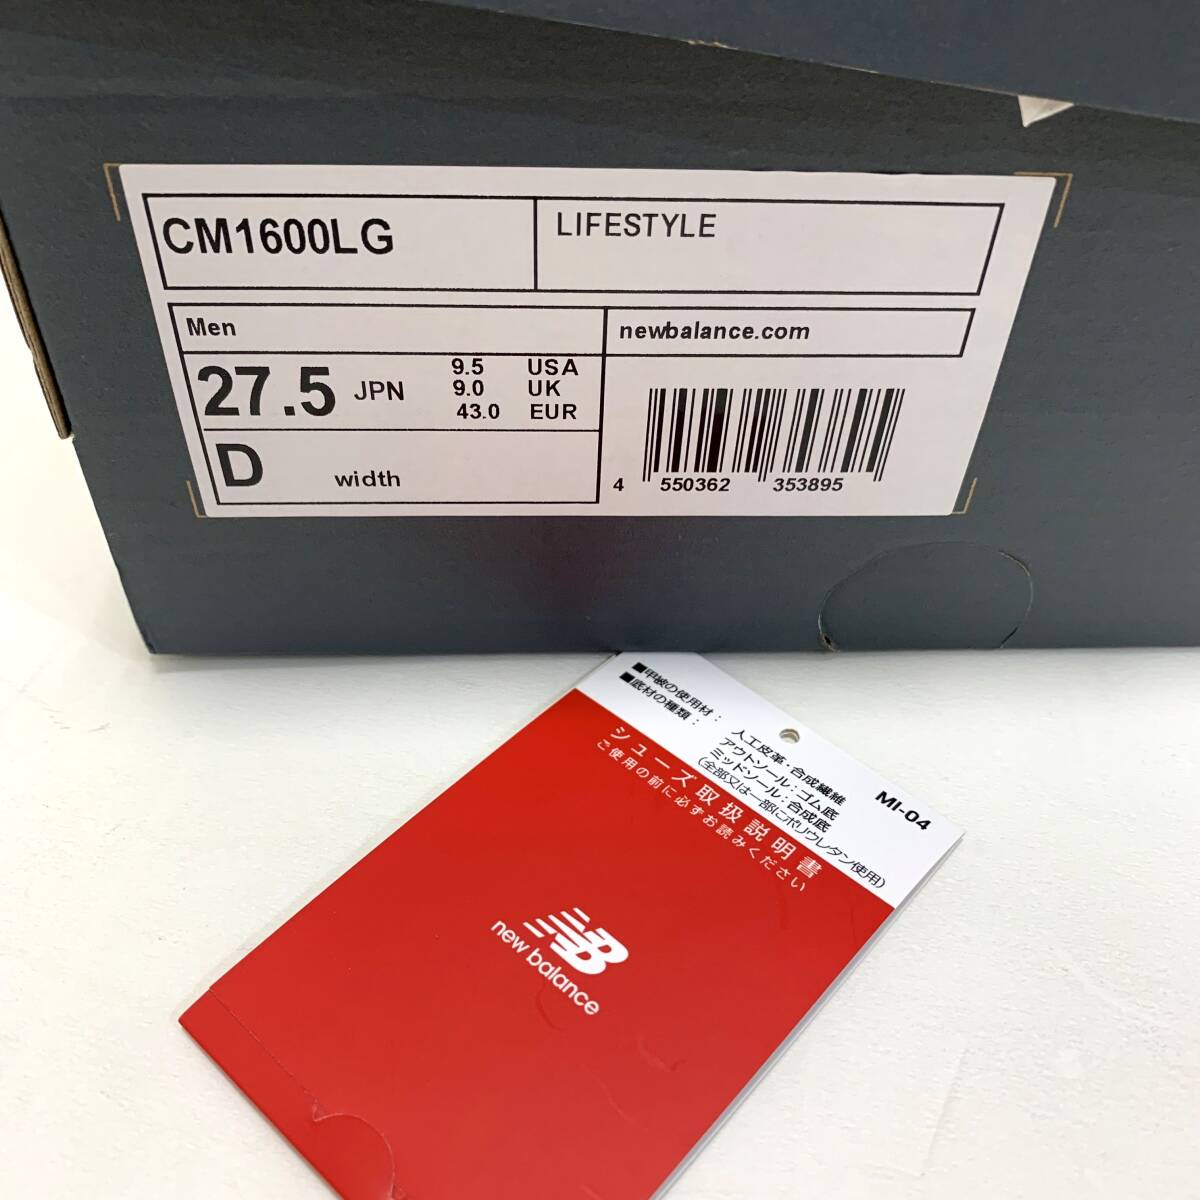 CM1600LG
LIFESTYLE
Men
newbalance.com
27.5 JPN
9.5 USA
9.0 UK
43.0 EUR
D width
4 550362 353895
■甲被の使用材：人工皮革・合成繊維
■底材の種類：アウトソール：ゴム底
ミッドソール：合成底
(全部又は一部にポリウレタン使用)
MI-04
シューズ取扱説明書
ご使用の前に必ずお読みください
NB
new balance